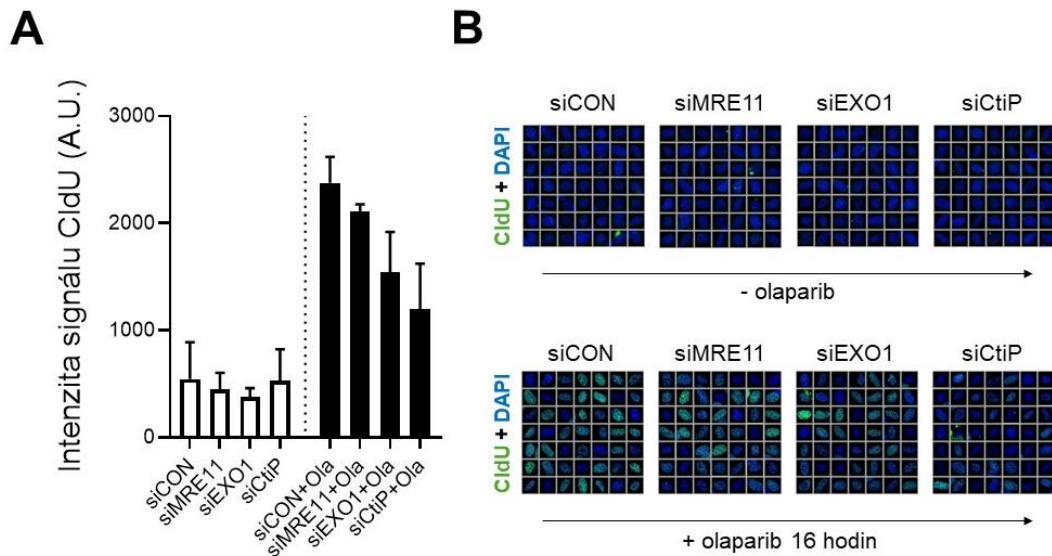 A
Intenzita signálu CldU (A.U.)
3000
2000
1000
0
siCON
siMRE11
siEXO1
siCtiP
siCON+Ola
siMRE11+Ola
siEXO1+Ola
siCtiP+Ola
B
siCON siMRE11 siEXO1 siCtiP
CldU + DAPI
- olaparib
siCON siMRE11 siEXO1 siCtiP
CldU + DAPI
+ olaparib 16 hodin